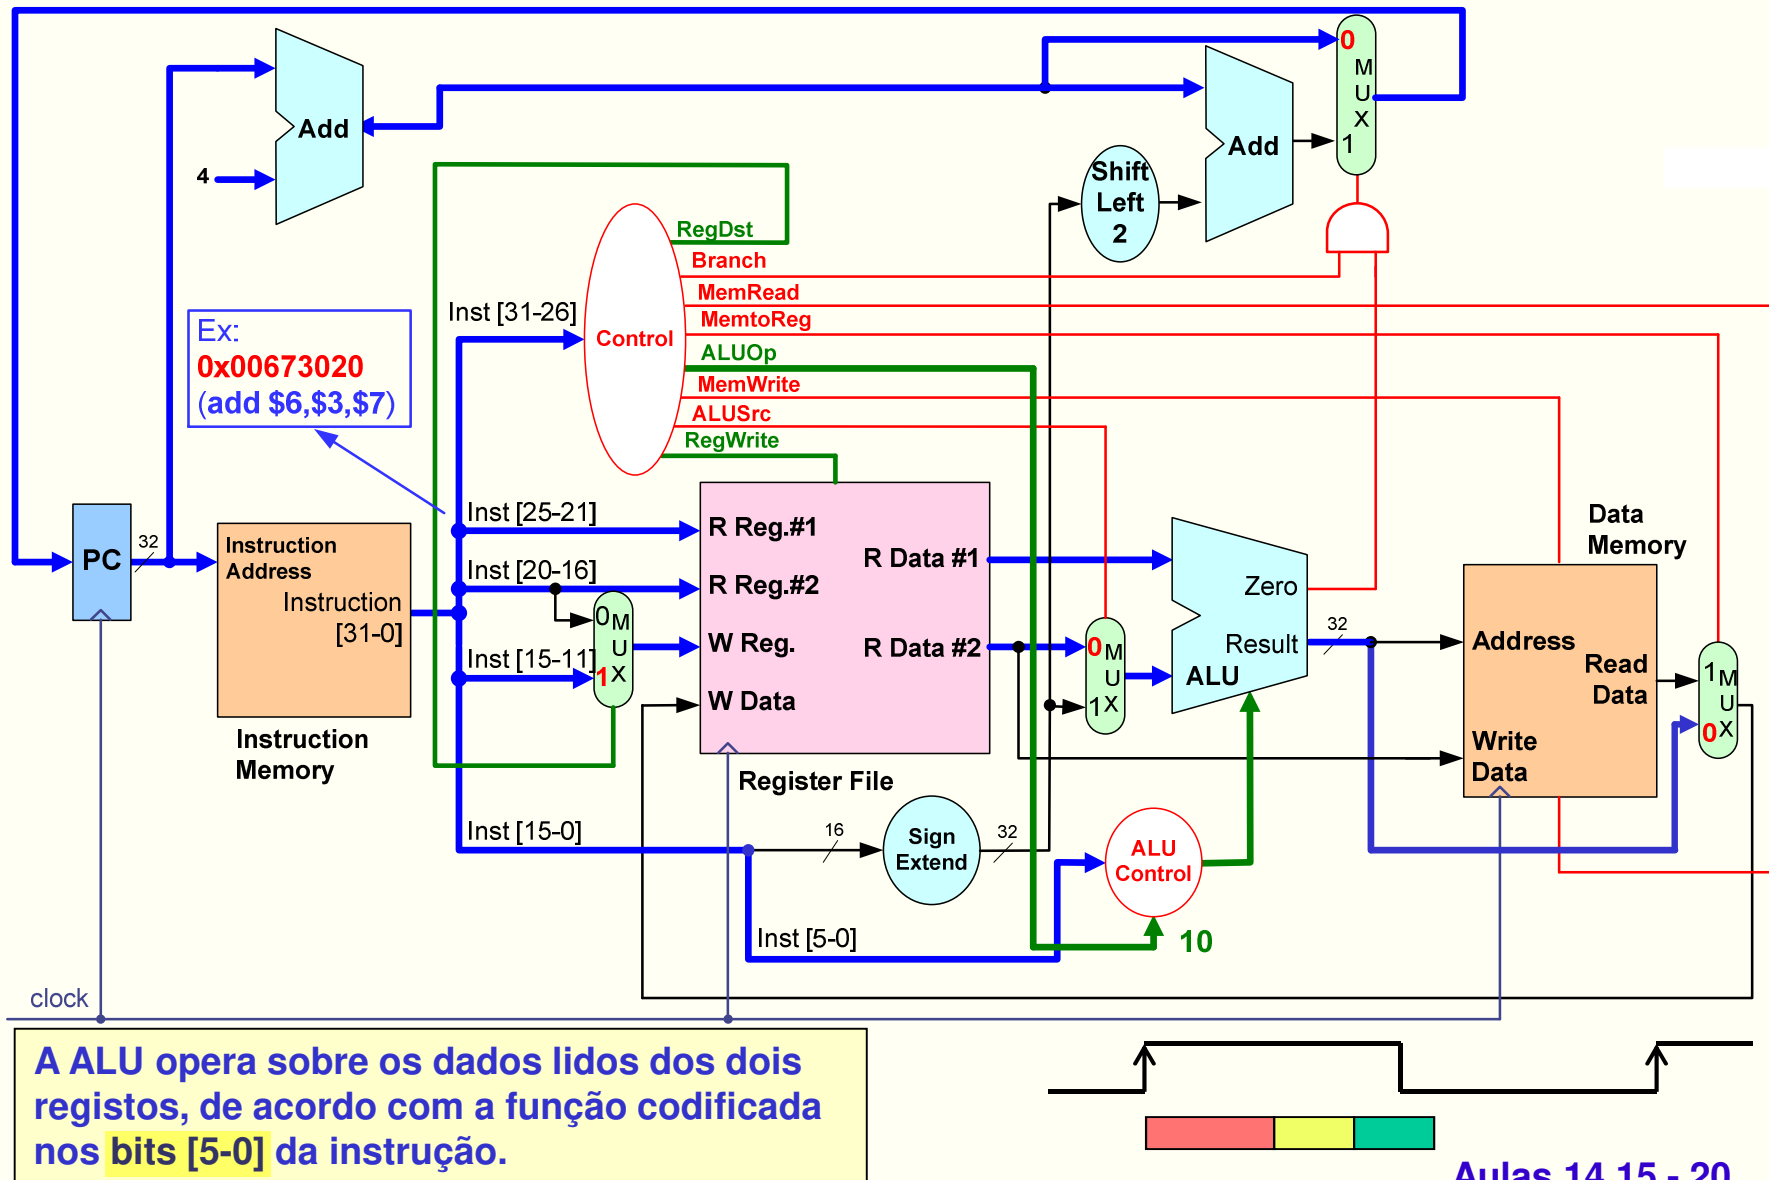 0
M
U
X
1
Add
4
Add
Shift
Left
2
RegDst
Branch
MemRead
MemtoReg
ALUOp
MemWrite
ALUSrc
RegWrite
Control
Inst [31-26]
Ex:
0x00673020
(add $6,$3,$7)
Inst [25-21]
Inst [20-16]
Inst [15-11]
Inst [15-0]
Inst [5-0]
PC
32
Instruction
Address
Instruction
[31-0]
Instruction
Memory
0
M
U
X
1
R Reg.#1
R Reg.#2
W Reg.
W Data
R Data #1
R Data #2
Register File
0
M
U
X
1
Zero
Result
ALU
32
Data
Memory
Address
Read
Data
Write
Data
1
M
U
X
0
16
Sign
Extend
32
ALU
Control
10
clock
A ALU opera sobre os dados lidos dos dois
registos, de acordo com a função codificada
nos bits [5-0] da instrução.
Aulas 14,15 - 20